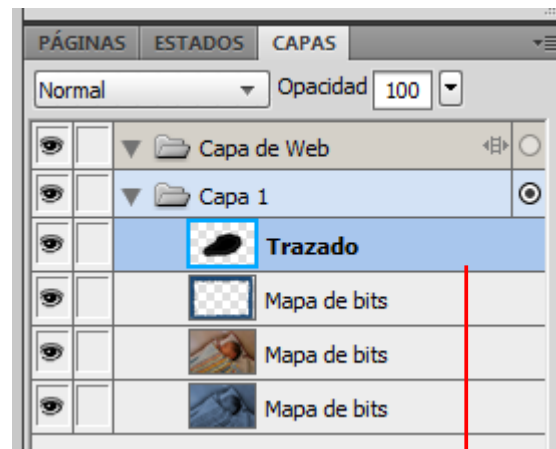 PÁGINAS ESTADOS CAPAS
Normal Opacidad 100
Capa de Web
Capa 1
Trazado
Mapa de bits
Mapa de bits
Mapa de bits